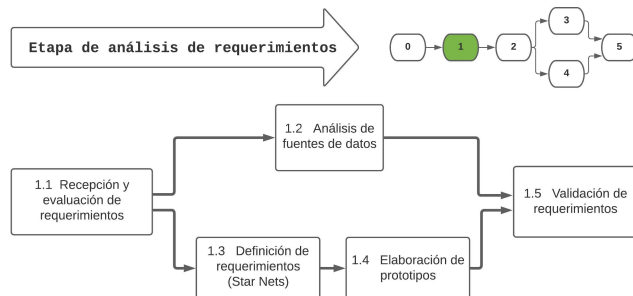 Etapa de análisis de requerimientos
0
1
2
3
4
5
1.1 Recepción y
evaluación de
requerimientos
1.2 Análisis de
fuentes de datos
1.3 Definición de
requerimientos
(Star Nets)
1.4 Elaboración de
prototipos
1.5 Validación de
requerimientos